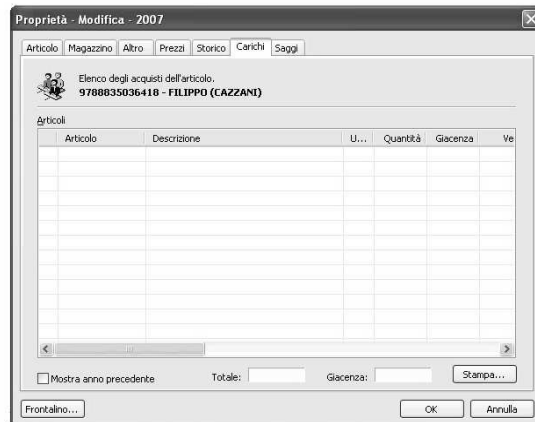 Proprietà - Modifica - 2007
Articolo Magazzino Altro Prezzi Storico Carichi Saggi
Elenco degli acquisti dell'articolo.
9788835036418 - FILIPPO (CAZZANI)
Articoli
Articolo Descrizione U... Quantità Giacenza Ve
Mostra anno precedente Totale: Giacenza: Stampa...
Frontalino... OK Annulla